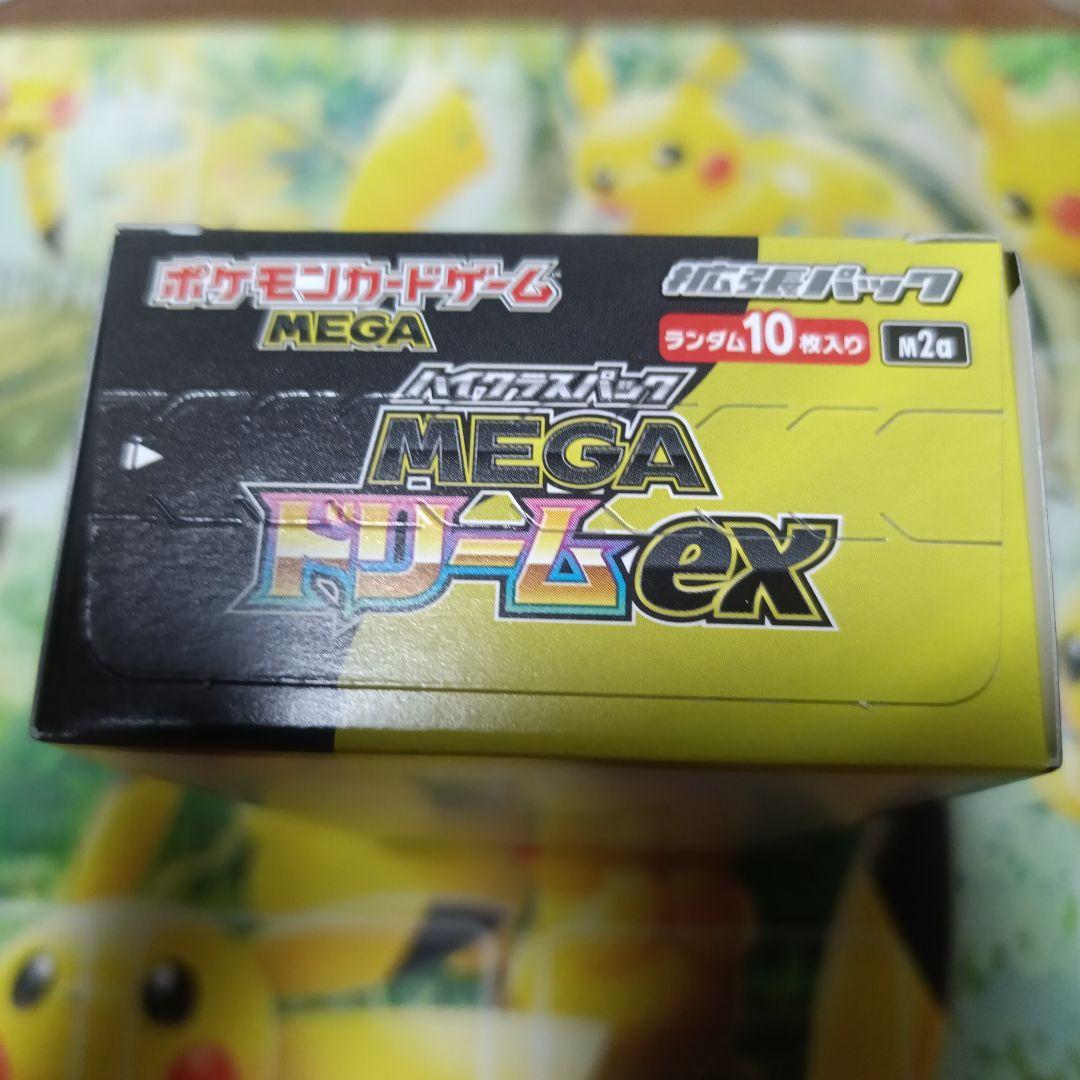 ポケモンカードゲーム
MEGA
拡張パック
ランダム10枚入り
M2a
ハイクラスパック
MEGA
ドリームex